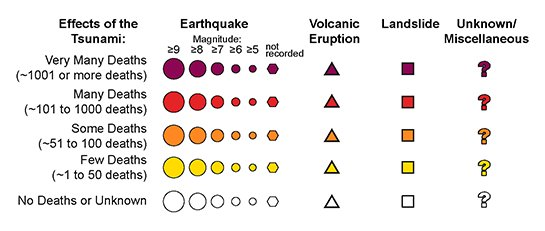 Effects of the Tsunami: Earthquake Volcanic Eruption Landslide Unknown/ Miscellaneous
Magnitude:
≥9 ≥8 ≥7 ≥6 ≥5 not recorded
Very Many Deaths
(~1001 or more deaths) ? 
Many Deaths
(~101 to 1000 deaths) ?
Some Deaths
(~51 to 100 deaths) ?
Few Deaths
(~1 to 50 deaths) ?
No Deaths or Unknown ?